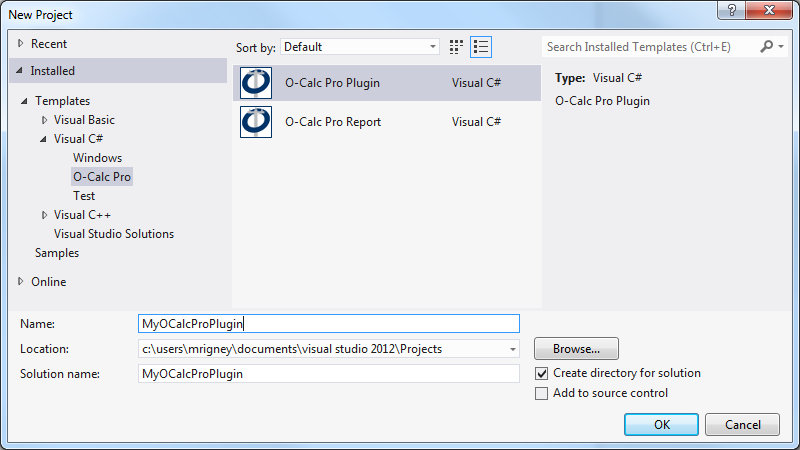 New Project
Recent
Installed
Templates
Visual Basic
Visual C#
Windows
O-Calc Pro
Test
Visual C++
Visual Studio Solutions
Samples
Online
Sort by: Default
Search Installed Templates (Ctrl+E)
O-Calc Pro Plugin Visual C#
O-Calc Pro Report Visual C#
Type: Visual C#
O-Calc Pro Plugin
Name: MyOCalcProPlugin
Location: c:\users\mrigney\documents\visual studio 2012\Projects
Browse...
Solution name: MyOCalcProPlugin
Create directory for solution
Add to source control
OK
Cancel